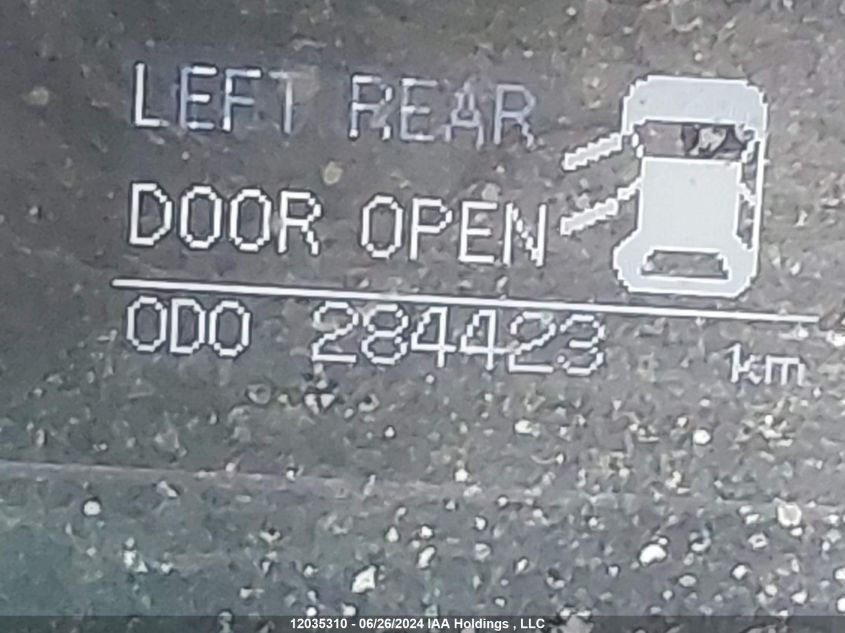 LEFT REAR
DOOR OPEN
ODO 284423 km
12035310 - 06/26/2024 IAA Holdings , LLC